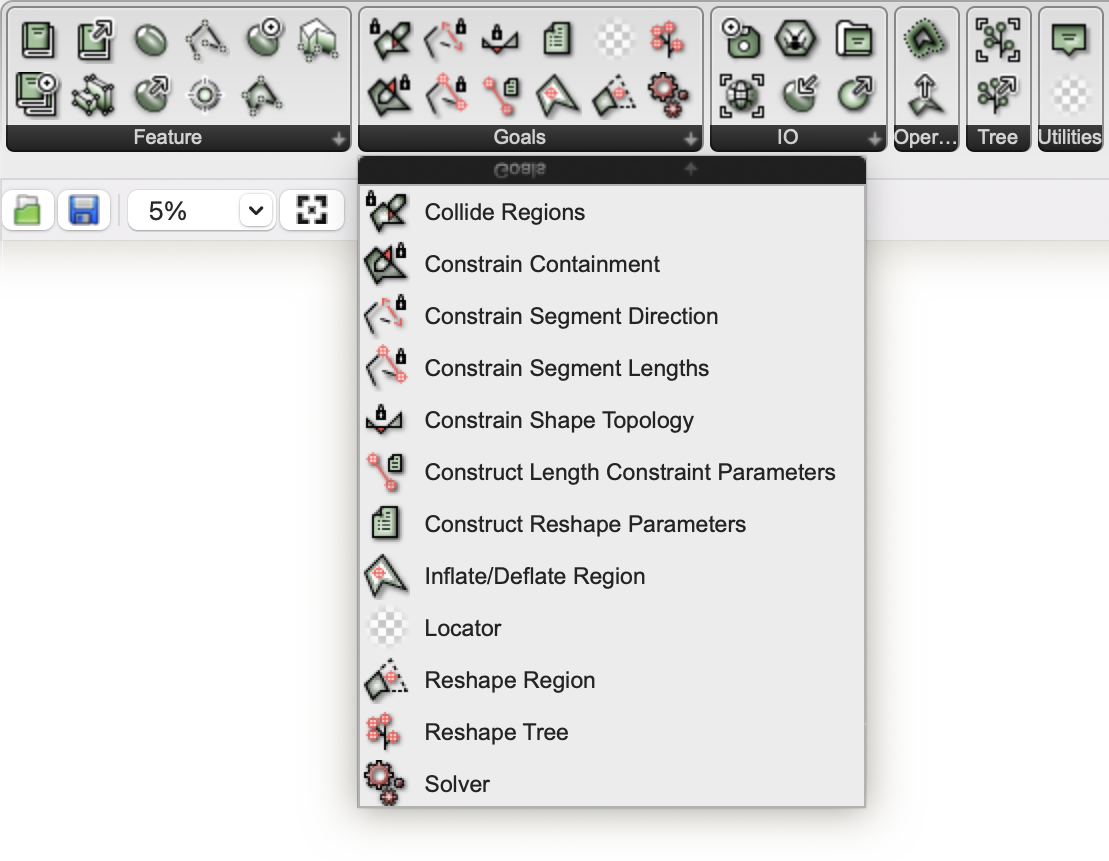 Feature
Goals
IO
Oper...
Tree
Utilities
Goals
5%
Collide Regions
Constrain Containment
Constrain Segment Direction
Constrain Segment Lengths
Constrain Shape Topology
Construct Length Constraint Parameters
Construct Reshape Parameters
Inflate/Deflate Region
Locator
Reshape Region
Reshape Tree
Solver